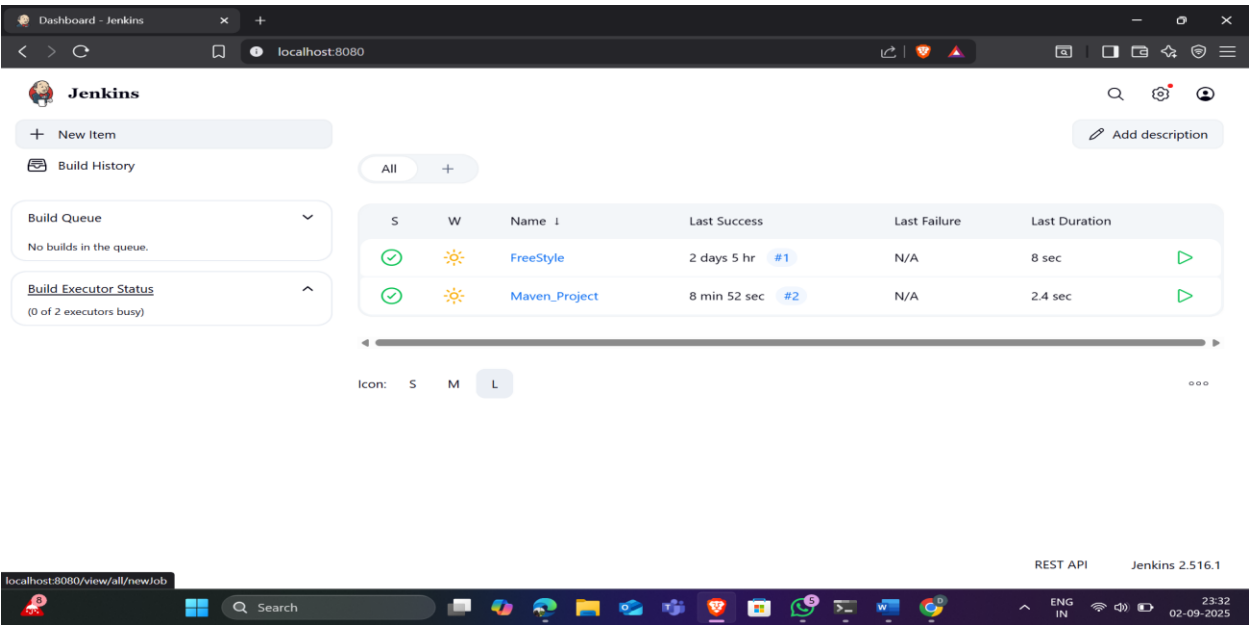 Dashboard - Jenkins
localhost:8080
Jenkins
New Item
Add description
Build History
All
Build Queue
No builds in the queue.
Build Executor Status
(0 of 2 executors busy)
S W Name ↓ Last Success Last Failure Last Duration
FreeStyle 2 days 5 hr #1 N/A 8 sec
Maven_Project 8 min 52 sec #2 N/A 2.4 sec
Icon: S M L
REST API Jenkins 2.516.1
localhost:8080/view/all/newJob
8
Search
5
ENG
IN
23:32
02-09-2025